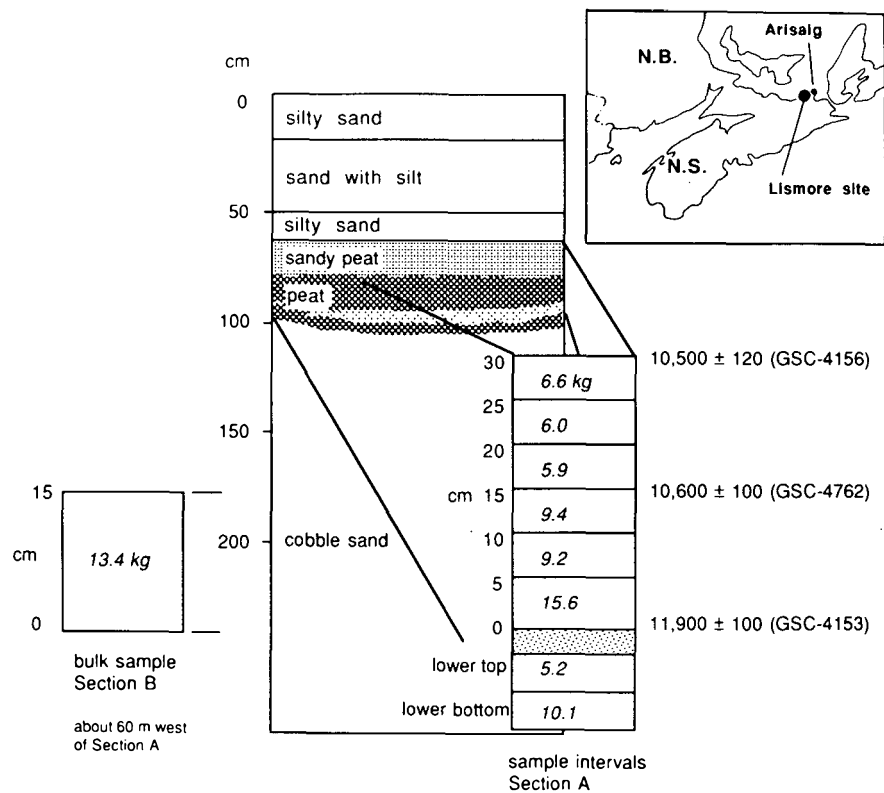 cm
0
silty sand
sand with silt
50
silty sand
sandy peat
peat
100
150
200
cobble sand
Arisaig
N.B.
N.S.
Lismore site
30
25
20
cm 15
10
5
0
6.6 kg
6.0
5.9
9.4
9.2
15.6
lower top 5.2
lower bottom 10.1
10,500 ± 120 (GSC-4156)
10,600 ± 100 (GSC-4762)
11,900 ± 100 (GSC-4153)
sample intervals
Section A
15
cm
0
13.4 kg
bulk sample
Section B
about 60 m west
of Section A